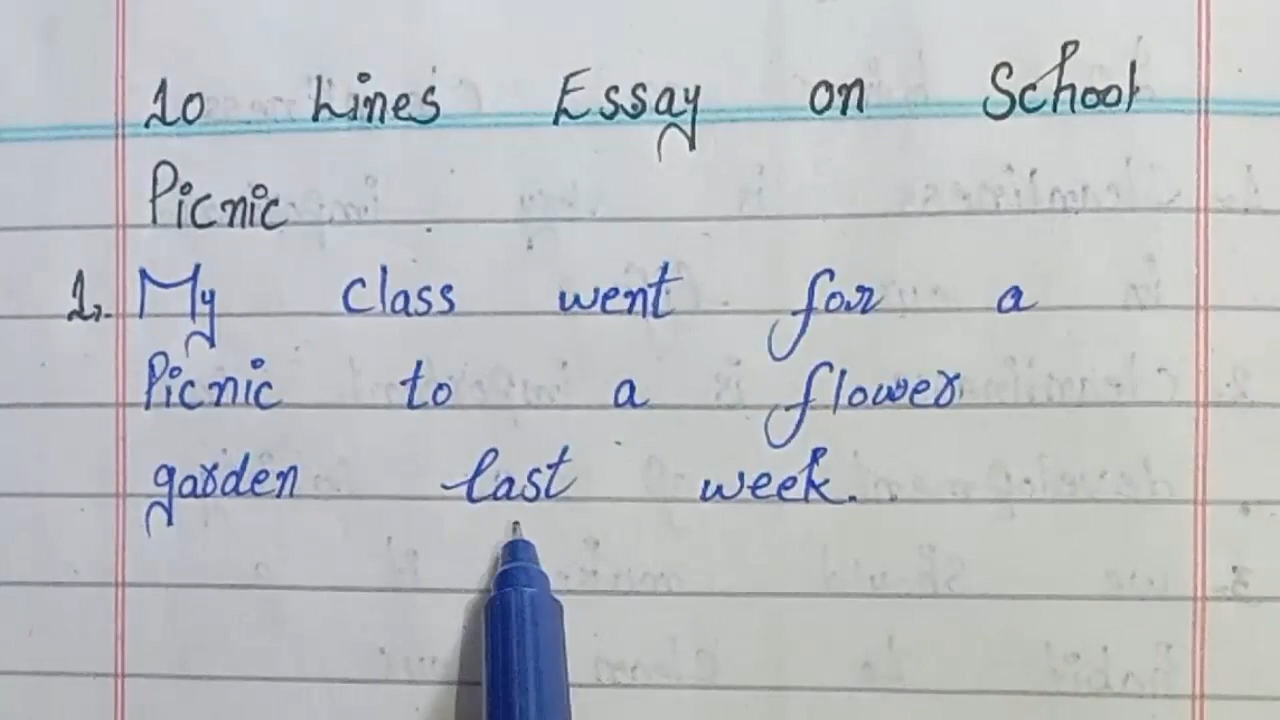 10 Lines Essay on School
Picnic
1. My class went for a
Picnic to a flower
garden last week.